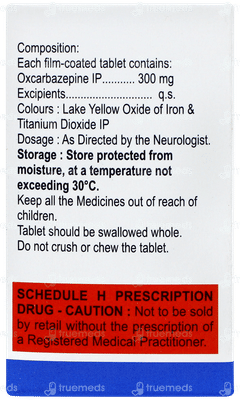 Composition:
Each film-coated tablet contains:
Oxcarbazepine IP........... 300 mg
Excipients............................. q.s.
Colours : Lake Yellow Oxide of Iron &
Titanium Dioxide IP
Dosage : As Directed by the Neurologist.
Storage : Store protected from
moisture, at a temperature not
exceeding 30°C.
Keep all the Medicines out of reach of
children.
Tablet should be swallowed whole.
Do not crush or chew the tablet.
SCHEDULE H PRESCRIPTION
DRUG - CAUTION : Not to be sold
by retail without the prescription of
a Registered Medical Practitioner.
truemeds
truemeds